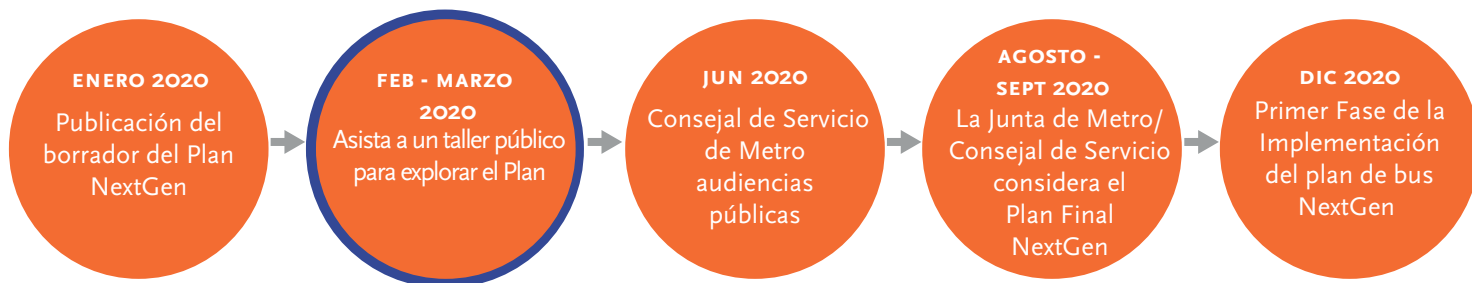 ENERO 2020
Publicación del
borrador del Plan
NextGen
FEB - MARZO
2020
Asista a un taller público
para explorar el Plan
JUN 2020
Consejal de Servicio
de Metro
audiencias
públicas
AGOSTO -
SEPT 2020
La Junta de Metro/
Consejal de Servicio
considera el
Plan Final
NextGen
DIC 2020
Primer Fase de la
Implementación
del plan de bus
NextGen